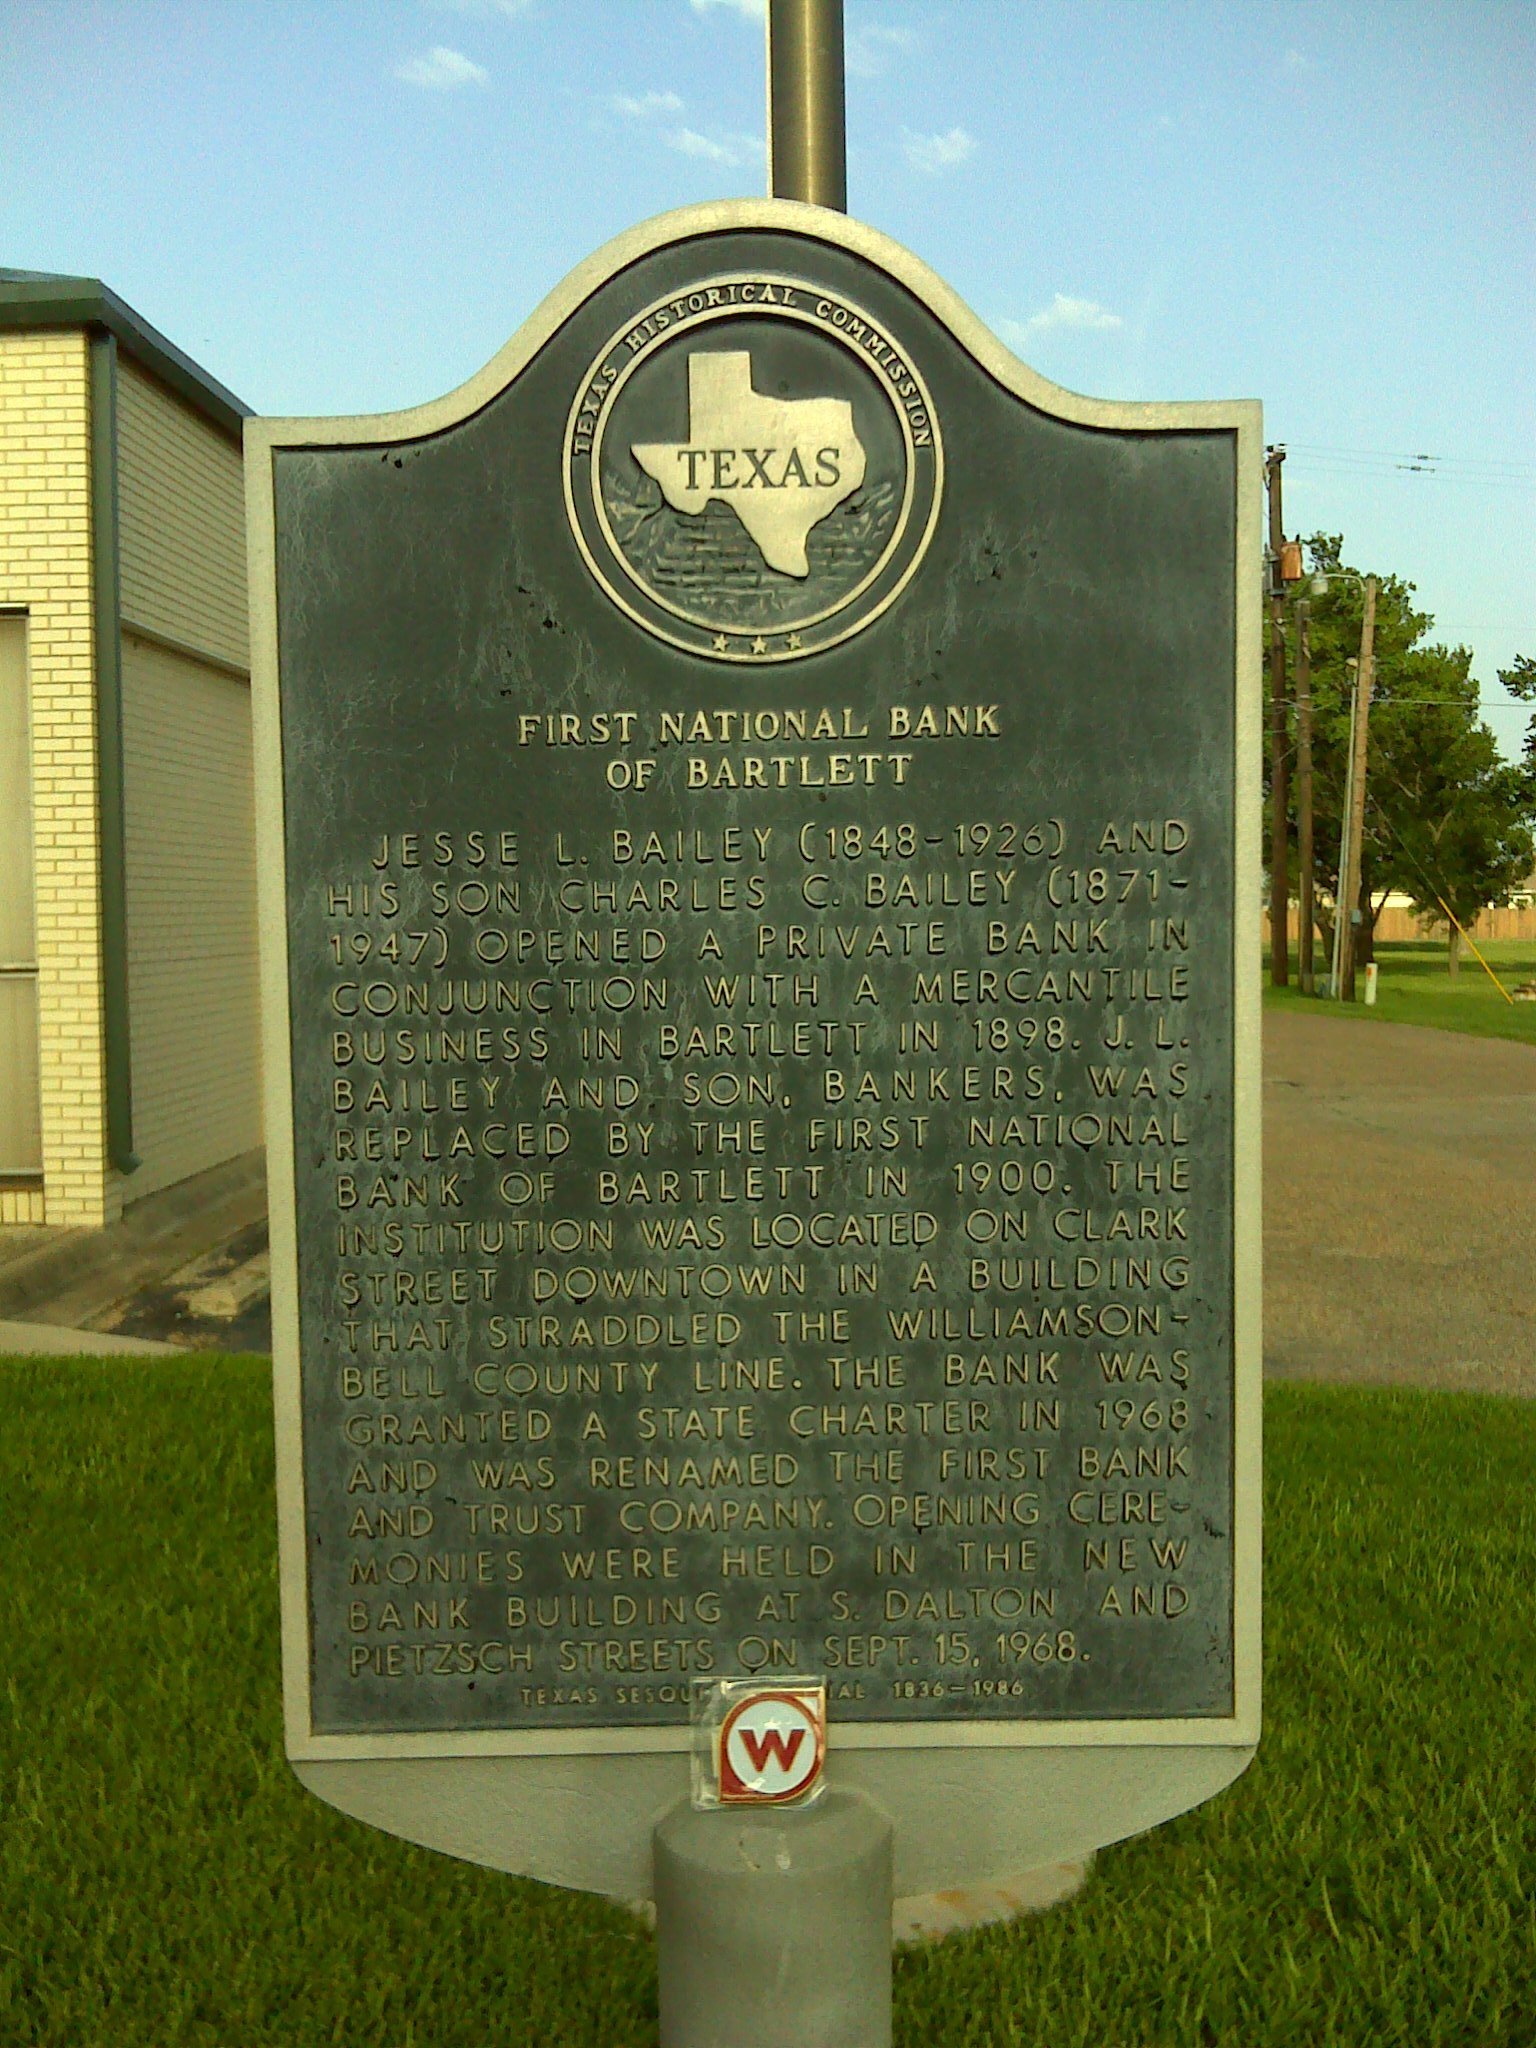 TEXAS HISTORICAL COMMISSION
TEXAS
FIRST NATIONAL BANK
OF BARTLETT
JESSE L. BAILEY (1848-1926) AND
HIS SON CHARLES C. BAILEY (1871-
1947) OPENED A PRIVATE BANK IN
CONJUNCTION WITH A MERCANTILE
BUSINESS IN BARTLETT IN 1898. J. L.
BAILEY AND SON, BANKERS, WAS
REPLACED BY THE FIRST NATIONAL
BANK OF BARTLETT IN 1900. THE
INSTITUTION WAS LOCATED ON CLARK
STREET DOWNTOWN IN A BUILDING
THAT STRADDLED THE WILLIAMSON-
BELL COUNTY LINE. THE BANK WAS
GRANTED A STATE CHARTER IN 1968
AND WAS RENAMED THE FIRST BANK
AND TRUST COMPANY. OPENING CERE-
MONIES WERE HELD IN THE NEW
BANK BUILDING AT S. DALTON AND
PIETZSCH STREETS ON SEPT. 15, 1968.
TEXAS 1836-1986
W